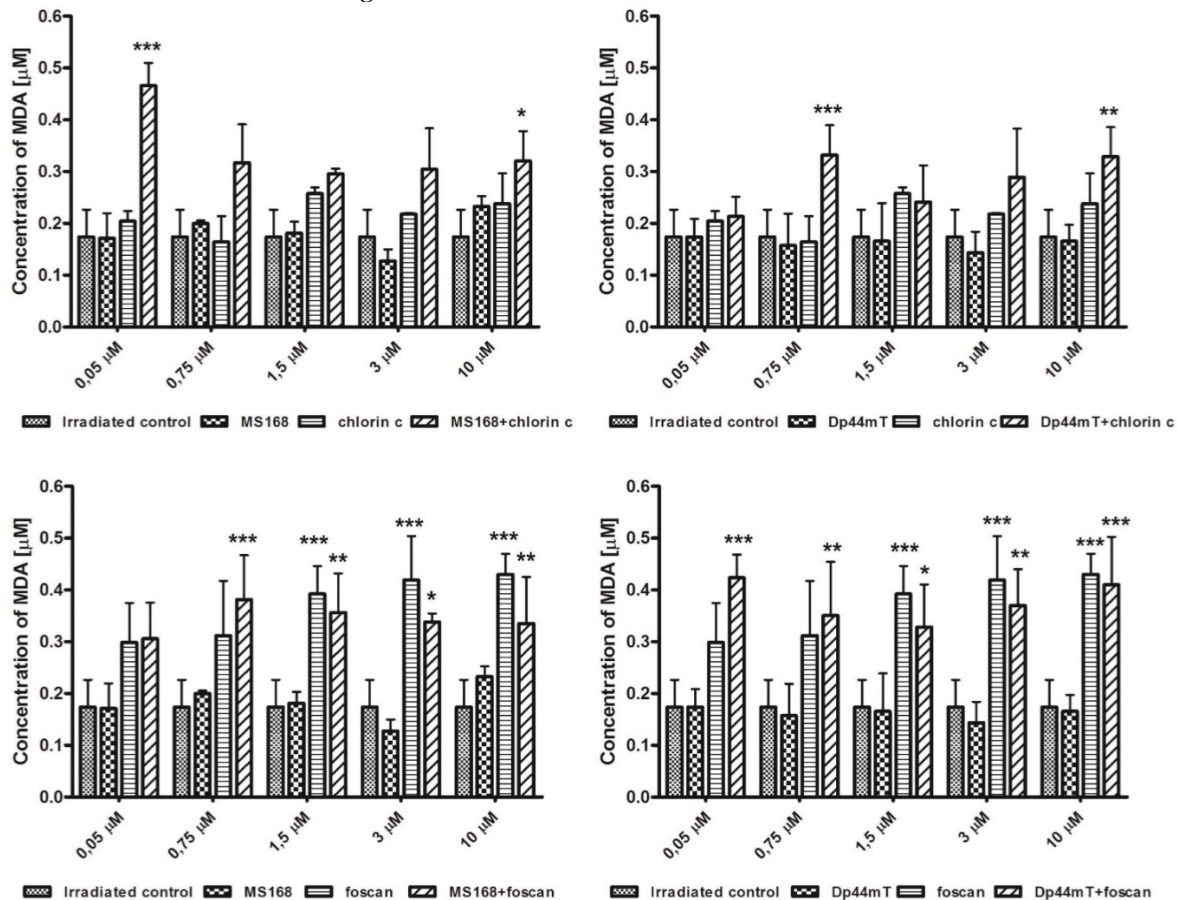 Concentration of MDA [µM]
0.6
0.5
0.4
0.3
0.2
0.1
0.0
***
*
0,05 µM
0,75 µM
1,5 µM
3 µM
10 µM
Irradiated control MS168 chlorin c MS168+chlorin c
Concentration of MDA [µM]
0.6
0.5
0.4
0.3
0.2
0.1
0.0
***
**
0,05 µM
0,75 µM
1,5 µM
3 µM
10 µM
Irradiated control Dp44mT chlorin c Dp44mT+chlorin c
Concentration of MDA [µM]
0.6
0.5
0.4
0.3
0.2
0.1
0.0
***
***
**
***
*
***
**
0,05 µM
0,75 µM
1,5 µM
3 µM
10 µM
Irradiated control MS168 foscan MS168+foscan
Concentration of MDA [µM]
0.6
0.5
0.4
0.3
0.2
0.1
0.0
***
**
***
*
***
**
***
***
0,05 µM
0,75 µM
1,5 µM
3 µM
10 µM
Irradiated control Dp44mT foscan Dp44mT+foscan